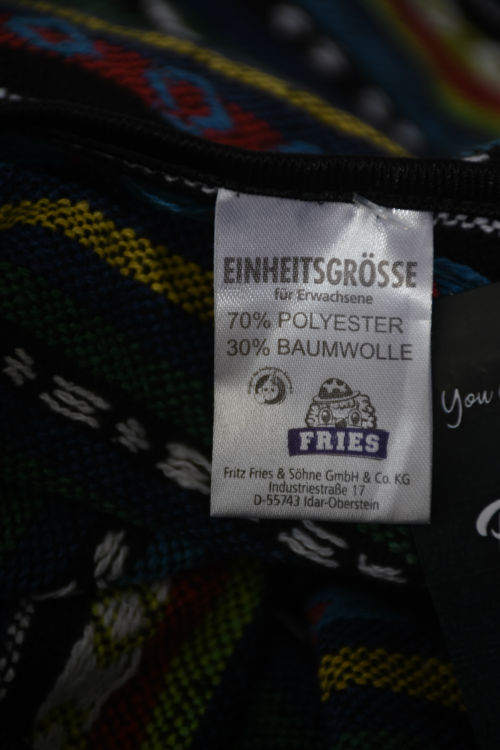 EINHEITSGRÖSSE
für Erwachsene
70% POLYESTER
30% BAUMWOLLE
FRIES
Fritz Fries & Söhne GmbH & Co. KG
Industriestraße 17
D-55743 Idar-Oberstein
You